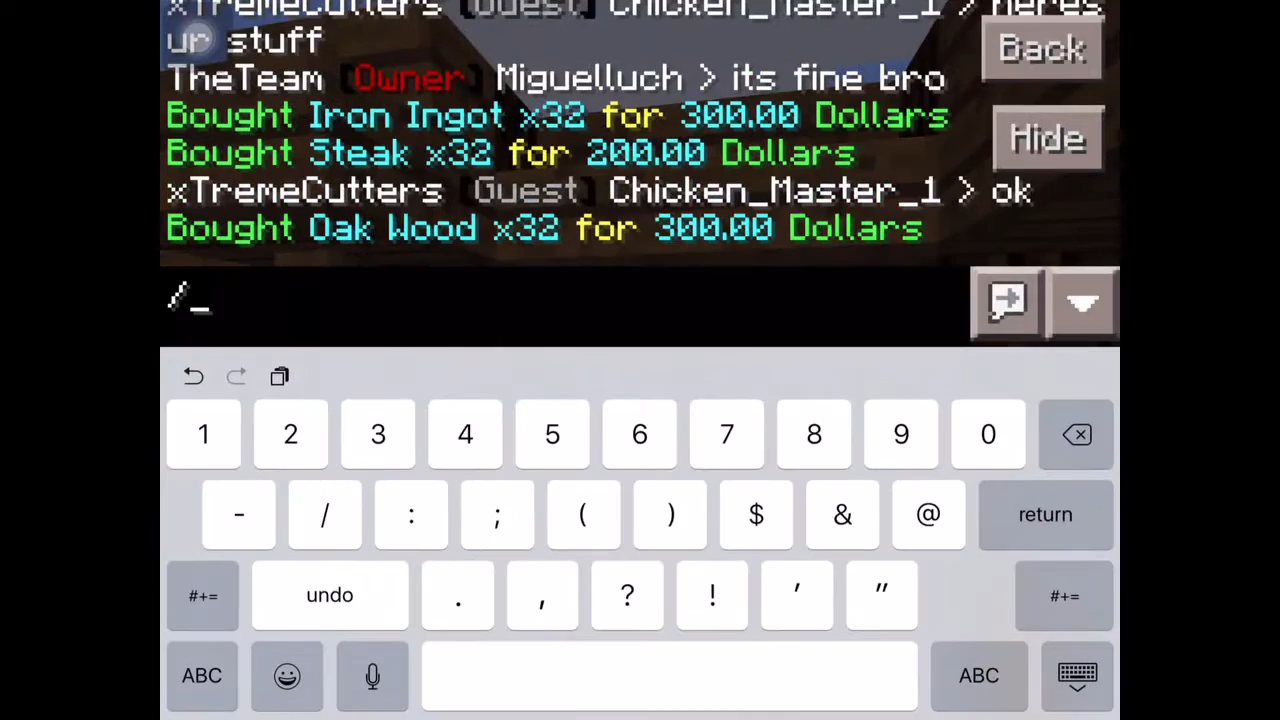 xTremeCutters [Guest] Chicken_Master_1 > heres
ur stuff
TheTeam [Owner] Miguelluch > its fine bro
Bought Iron Ingot x32 for 300.00 Dollars
Bought Steak x32 for 200.00 Dollars
xTremeCutters [Guest] Chicken_Master_1 > ok
Bought Oak Wood x32 for 300.00 Dollars
Back
Hide
/_
1 2 3 4 5 6 7 8 9 0
- / : ; ( ) $ & @ return
#+= undo . , ? ! ' " #+=
ABC ABC